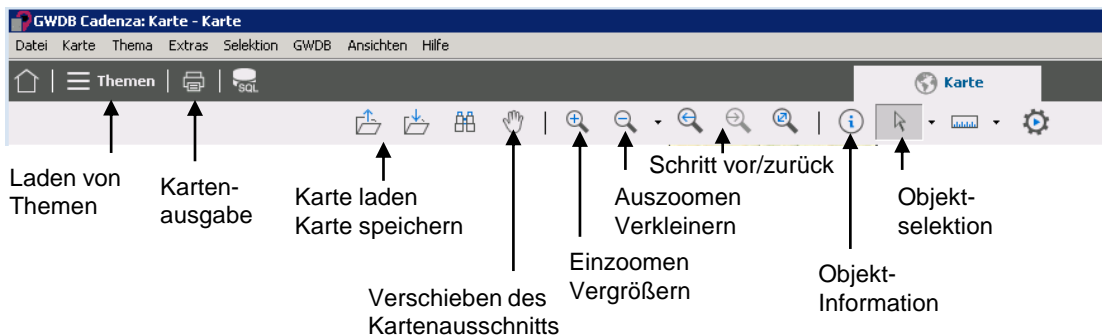 GWDB Cadenza: Karte - Karte
Datei Karte Thema Extras Selektion GWDB Ansichten Hilfe
Themen
SQL
Karte
Laden von
Themen
Karten-
ausgabe
Karte laden
Karte speichern
Verschieben des
Kartenausschnitts
Einzoomen
Vergrößern
Auszoomen
Verkleinern
Schritt vor/zurück
Objekt-
Information
Objekt-
selektion